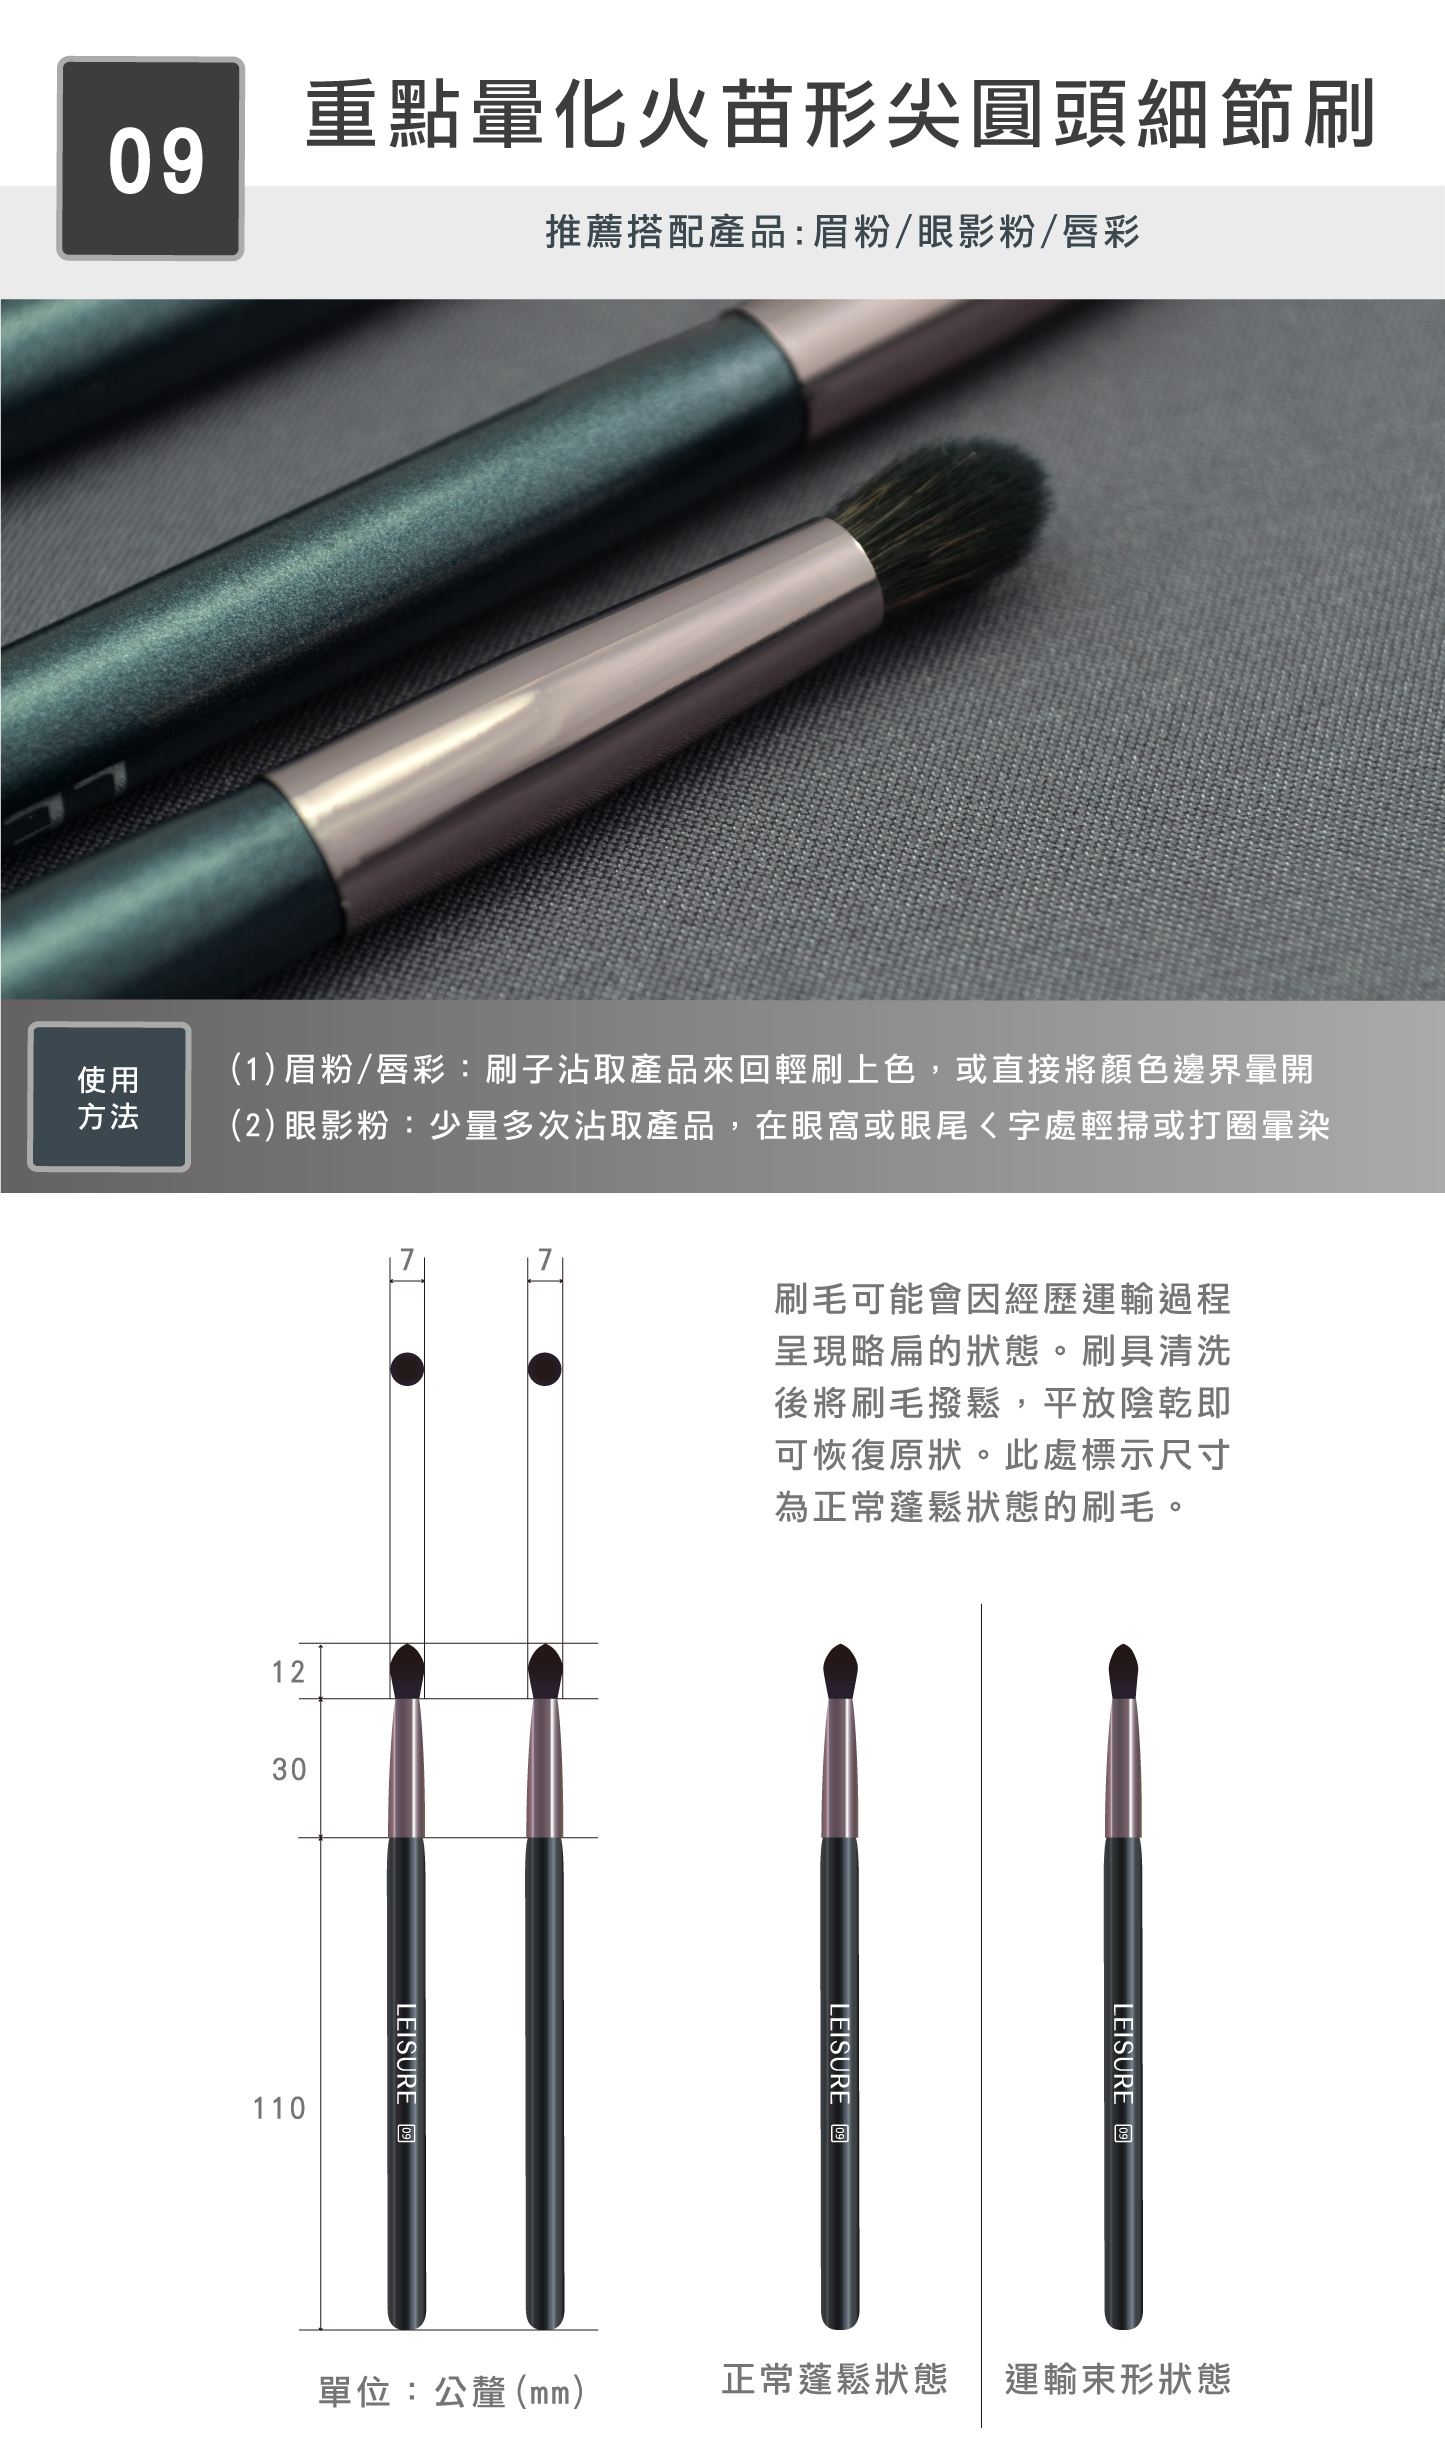 09
重點暈化火苗形尖圓頭細節刷
推薦搭配產品:眉粉/眼影粉/唇彩
使用
方法
(1)眉粉/唇彩：刷子沾取產品來回輕刷上色，或直接將顏色邊界暈開
(2)眼影粉：少量多次沾取產品，在眼窩或眼尾ㄑ字處輕掃或打圈暈染
7
7
刷毛可能會因經歷運輸過程
呈現略扁的狀態。刷具清洗
後將刷毛撥鬆，平放陰乾即
可恢復原狀。此處標示尺寸
為正常蓬鬆狀態的刷毛。
12
30
110
LEISURE 09
LEISURE 09
LEISURE 09
單位：公釐(mm)
正常蓬鬆狀態
運輸束形狀態